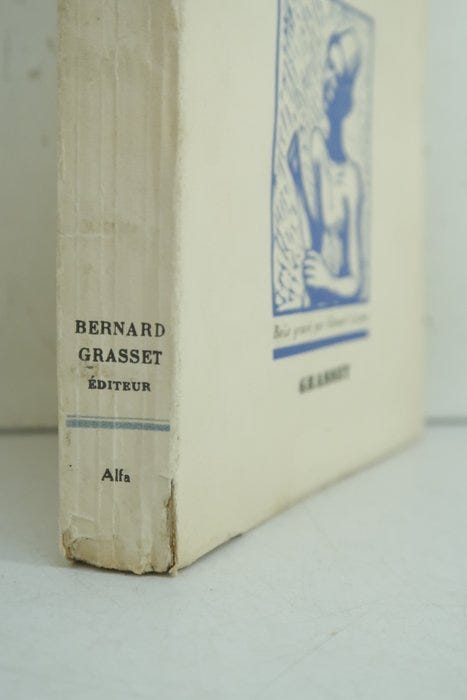 BERNARD
GRASSET
ÉDITEUR
Alfa
Bois gravé par
GRASSET